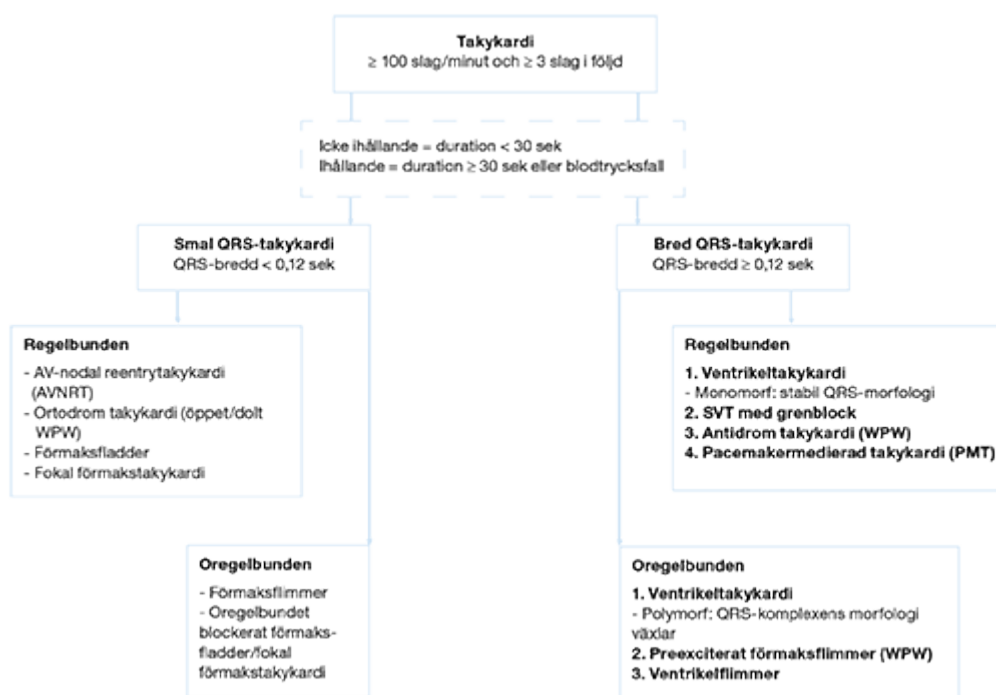 Takykardi
≥ 100 slag/minut och ≥ 3 slag i följd
Icke ihållande = duration < 30 sek
Ihållande = duration ≥ 30 sek eller blodtrycksfall
Smal QRS-takykardi
QRS-bredd < 0,12 sek
Bred QRS-takykardi
QRS-bredd ≥ 0,12 sek
Regelbunden
- AV-nodal reentrytakykardi
(AVNRT)
- Ortodrom takykardi (öppet/dolt
WPW)
- Förmaksfladder
- Fokal förmakstakykardi
Regelbunden
1. Ventrikeltakykardi
- Monomorf: stabil QRS-morfologi
2. SVT med grenblock
3. Antidrom takykardi (WPW)
4. Pacemakermedierad takykardi (PMT)
Oregelbunden
- Förmaksflimmer
- Oregelbundet
blockerat förmaks-
fladder/fokal
förmakstakykardi
Oregelbunden
1. Ventrikeltakykardi
- Polymorf: QRS-komplexens morfologi
växlar
2. Preexciterat förmaksflimmer (WPW)
3. Ventrikelflimmer